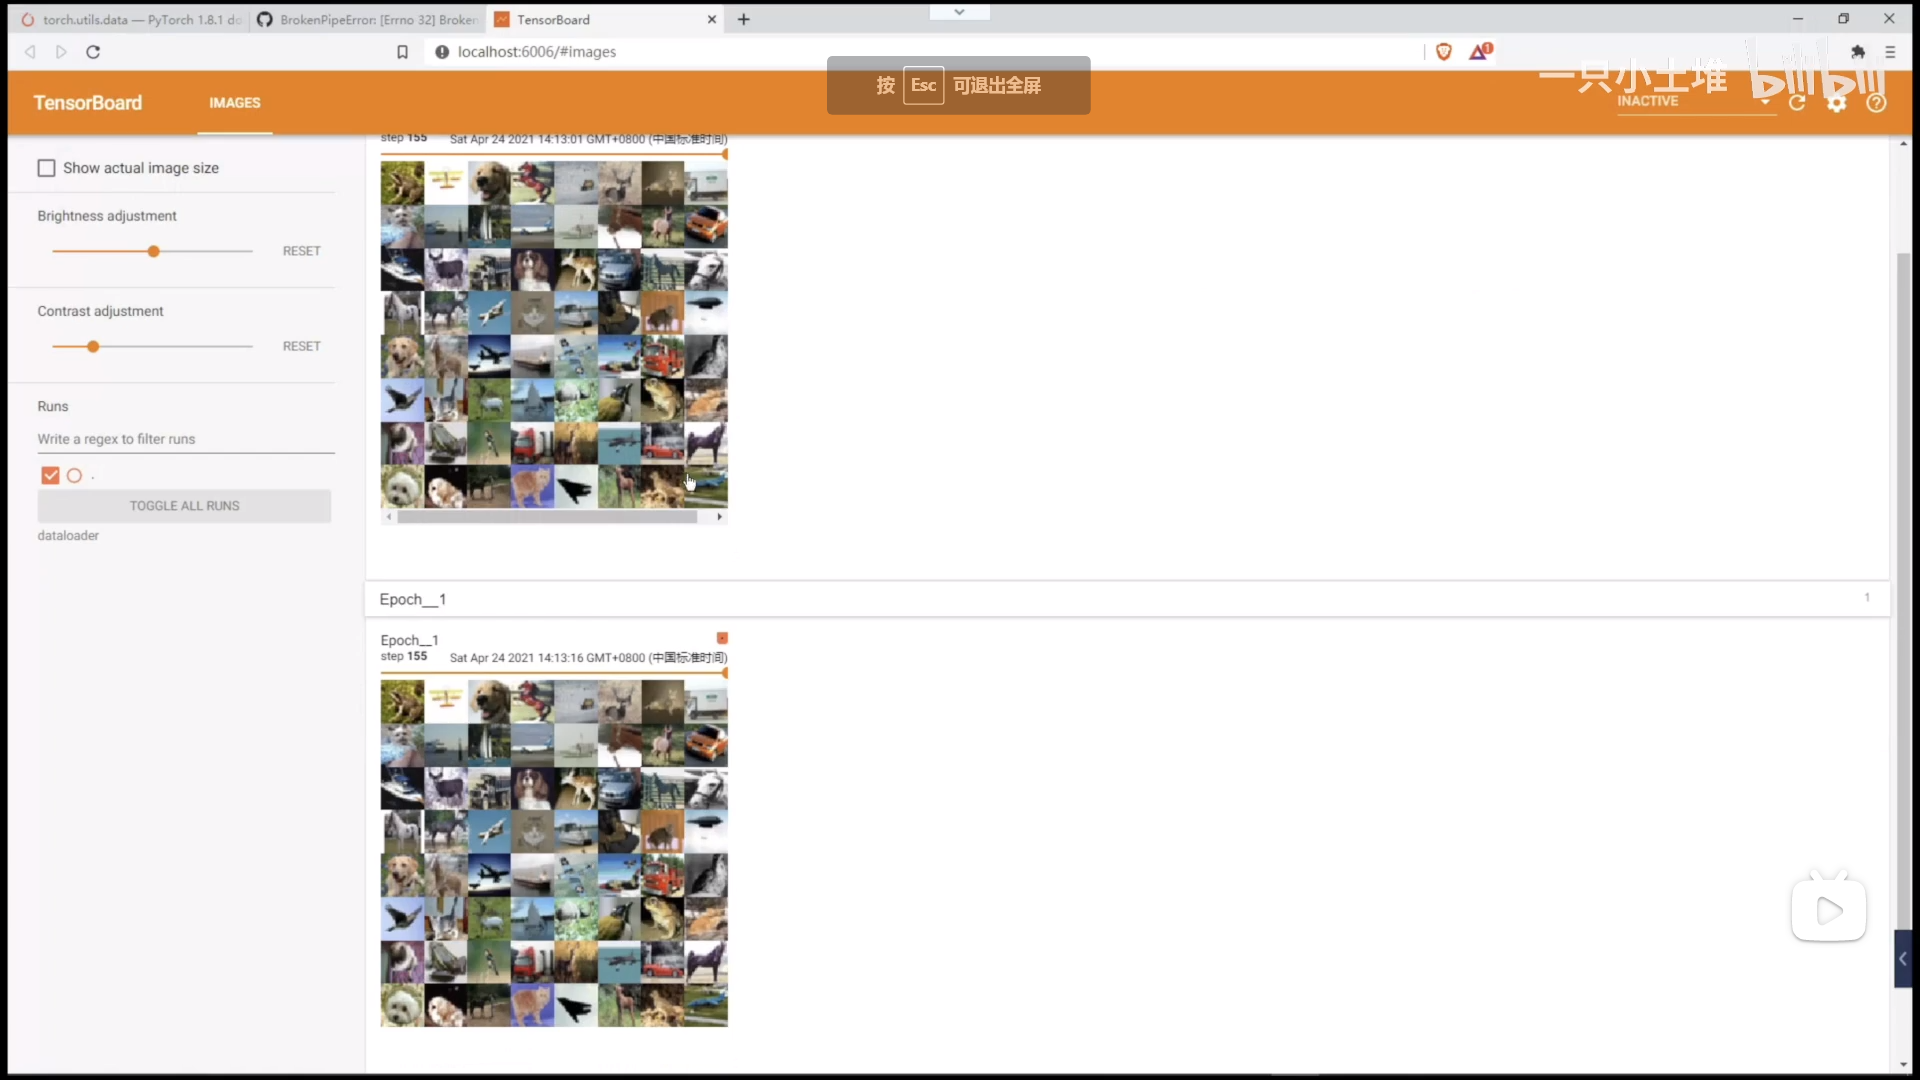 torch.utils.data — PyTorch 1.8.1 do
BrokenPipeError: [Errno 32] Broken
TensorBoard
localhost:6006/#images
1
按 Esc 可退出全屏
一只小土堆 bilibili
TensorBoard
IMAGES
INACTIVE
Show actual image size
Brightness adjustment
RESET
Contrast adjustment
RESET
Runs
Write a regex to filter runs
.
TOGGLE ALL RUNS
dataloader
step 155 Sat Apr 24 2021 14:13:01 GMT+0800 (中国标准时间)
Epoch__1
1
Epoch__1
step 155 Sat Apr 24 2021 14:13:16 GMT+0800 (中国标准时间)